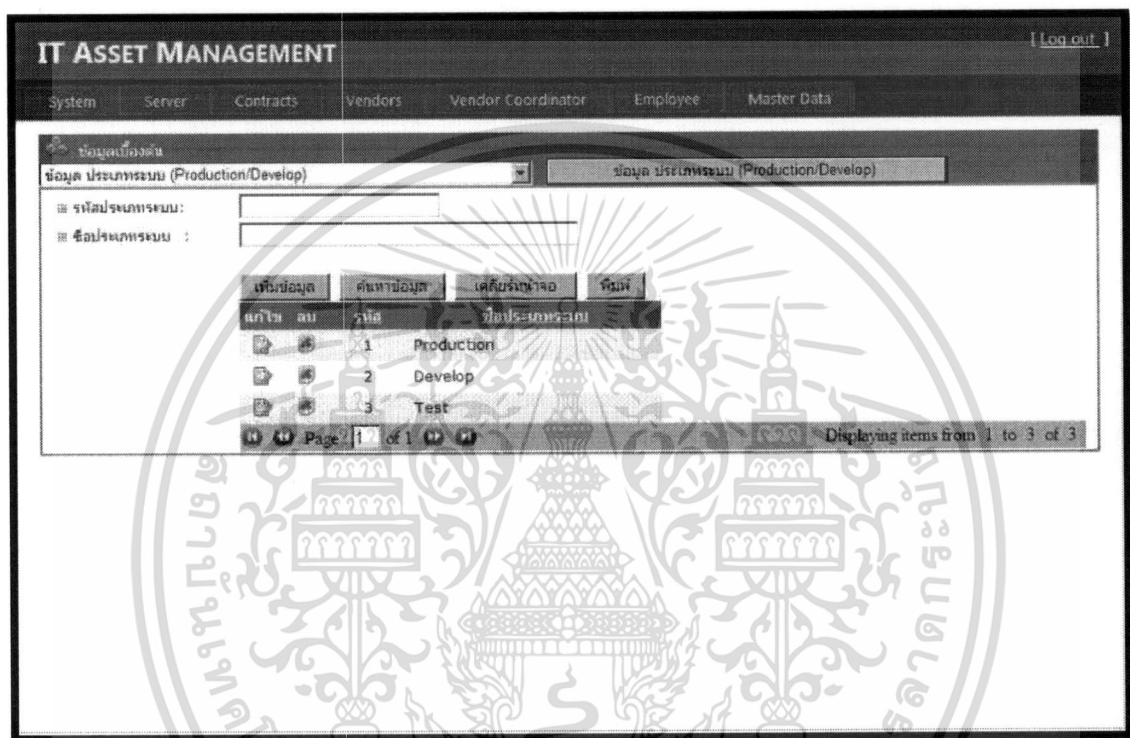 IT ASSET MANAGEMENT
[ Log out ]
System Server Contracts Vendors Vendor Coordinator Employee Master Data
ข้อมูลเบื้องต้น
ข้อมูล ประเภทระบบ (Production/Develop) ข้อมูล ประเภทระบบ (Production/Develop)
รหัสประเภทระบบ:
ชื่อประเภทระบบ :
เพิ่มข้อมูล ค้นหาข้อมูล เคลียร์หน้าจอ พิมพ์
แก้ไข ลบ รหัส ชื่อประเภทระบบ
1 Production
2 Develop
3 Test
Page 1 of 1 Displaying items from 1 to 3 of 3